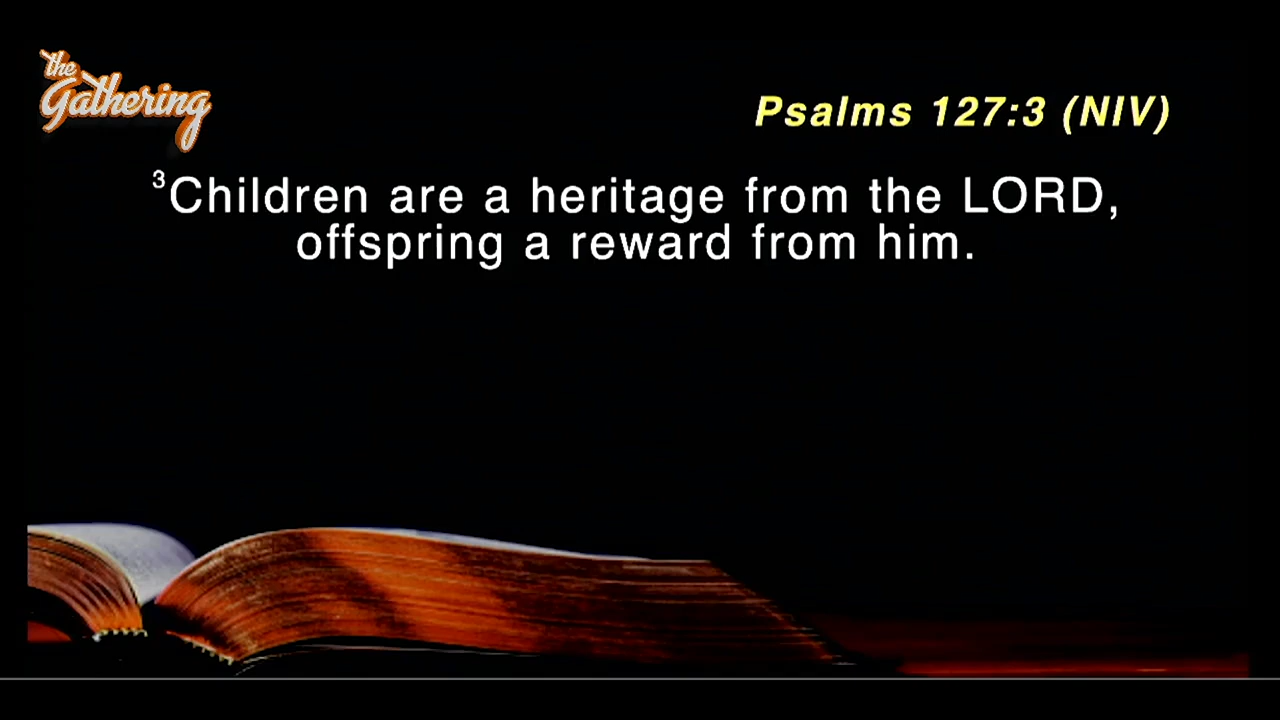 the
Gathering
Psalms 127:3 (NIV)
³Children are a heritage from the LORD,
offspring a reward from him.